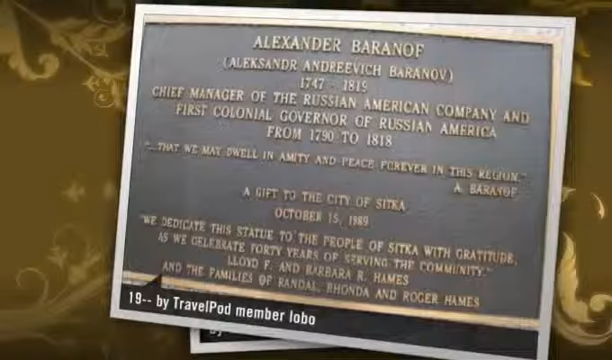 ALEXANDER BARANOF
(ALEKSANDR ANDREEVICH BARANOV)
1747 - 1819
CHIEF MANAGER OF THE RUSSIAN AMERICAN COMPANY AND
FIRST COLONIAL GOVERNOR OF RUSSIAN AMERICA
FROM 1790 TO 1818
"...THAT WE MAY DWELL IN AMITY AND PEACE FOREVER IN THIS REGION."
A. BARANOF
A GIFT TO THE CITY OF SITKA
OCTOBER 15, 1989
"WE DEDICATE THIS STATUE TO THE PEOPLE OF SITKA WITH GRATITUDE,
AS WE CELEBRATE FORTY YEARS OF SERVING THE COMMUNITY."
LLOYD F. AND BARBARA R. HAMES
AND THE FAMILIES OF RANDAL, RHONDA AND ROGER HAMES
19-- by TravelPod member lobo